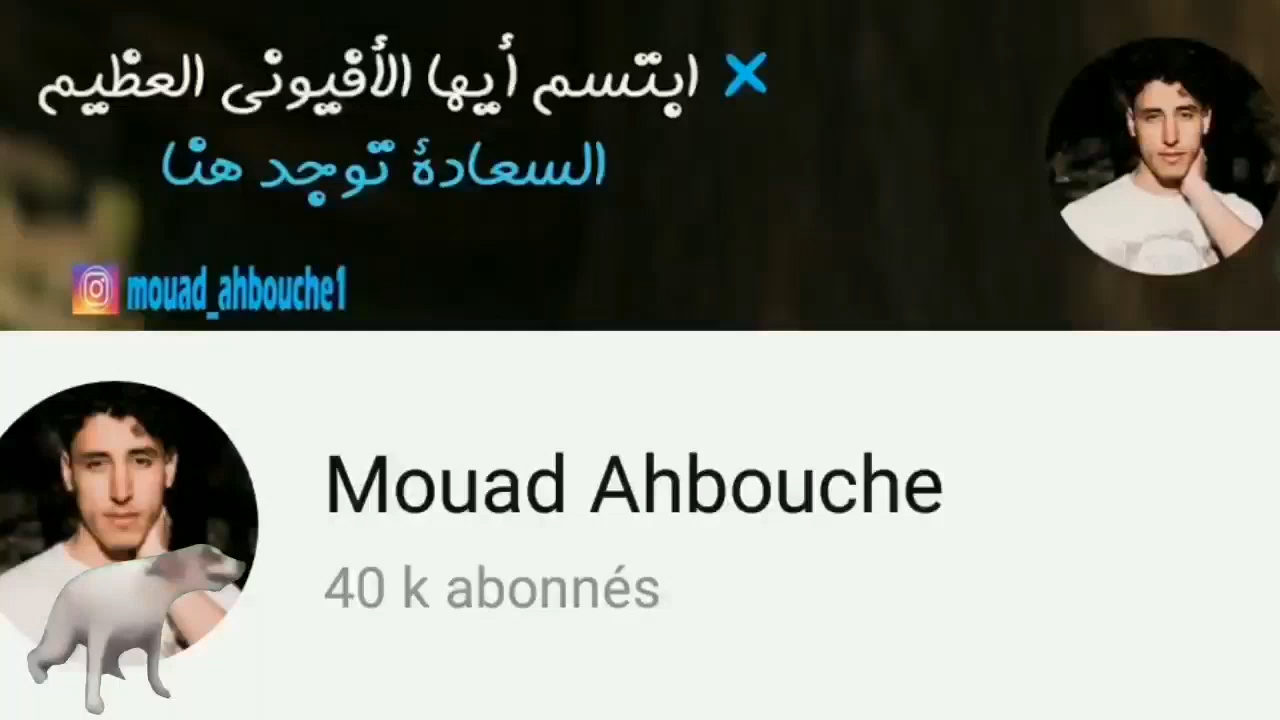 ابتسم أيها الأفيونى العظيم
السعادة توجد هنا
mouad_ahbouche1
Mouad Ahbouche
40 k abonnés